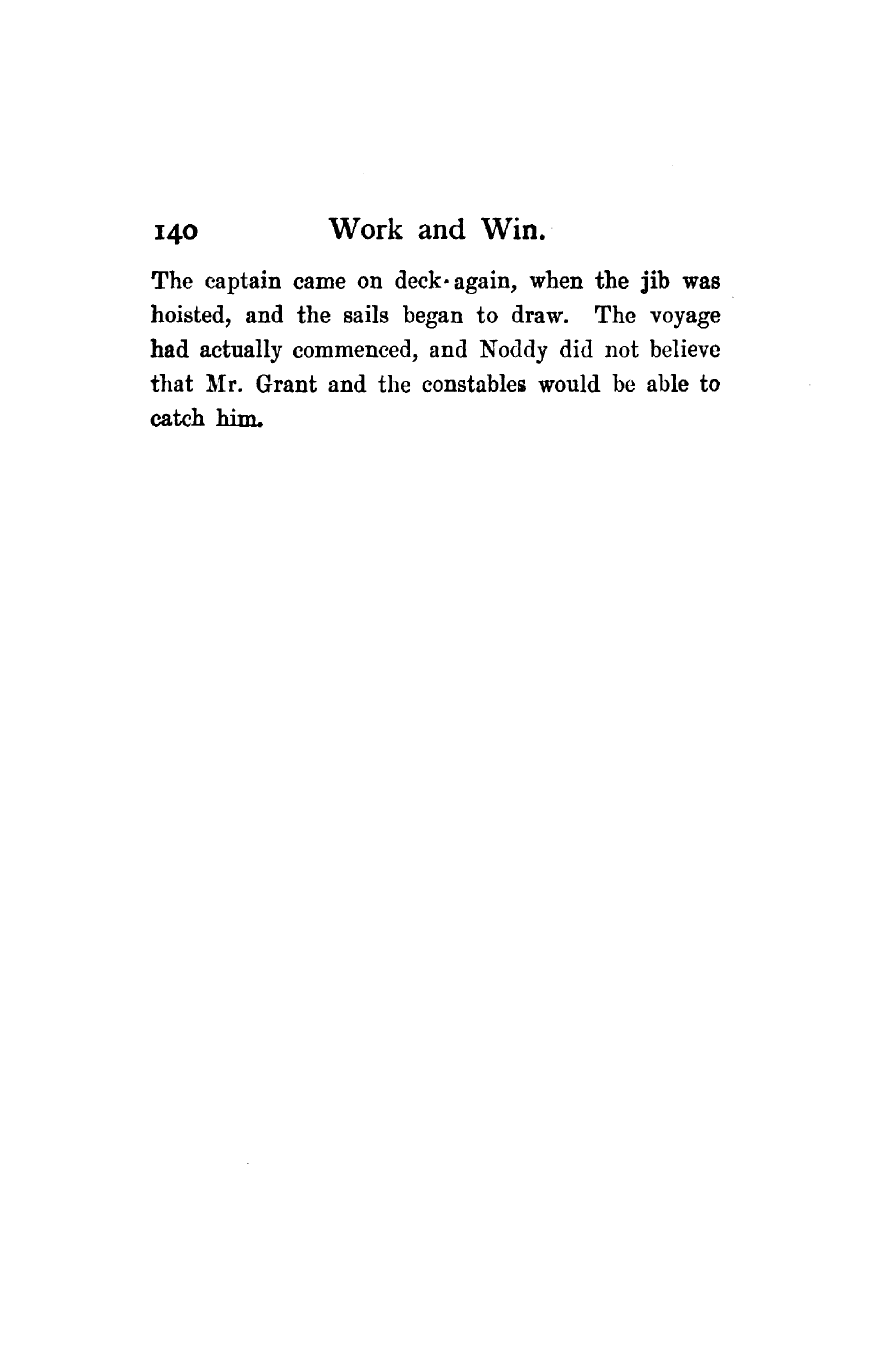 140 Work and Win.
The captain came on deck again, when the jib was
hoisted, and the sails began to draw. The voyage
had actually commenced, and Noddy did not believe
that Mr. Grant and the constables would be able to
catch him.